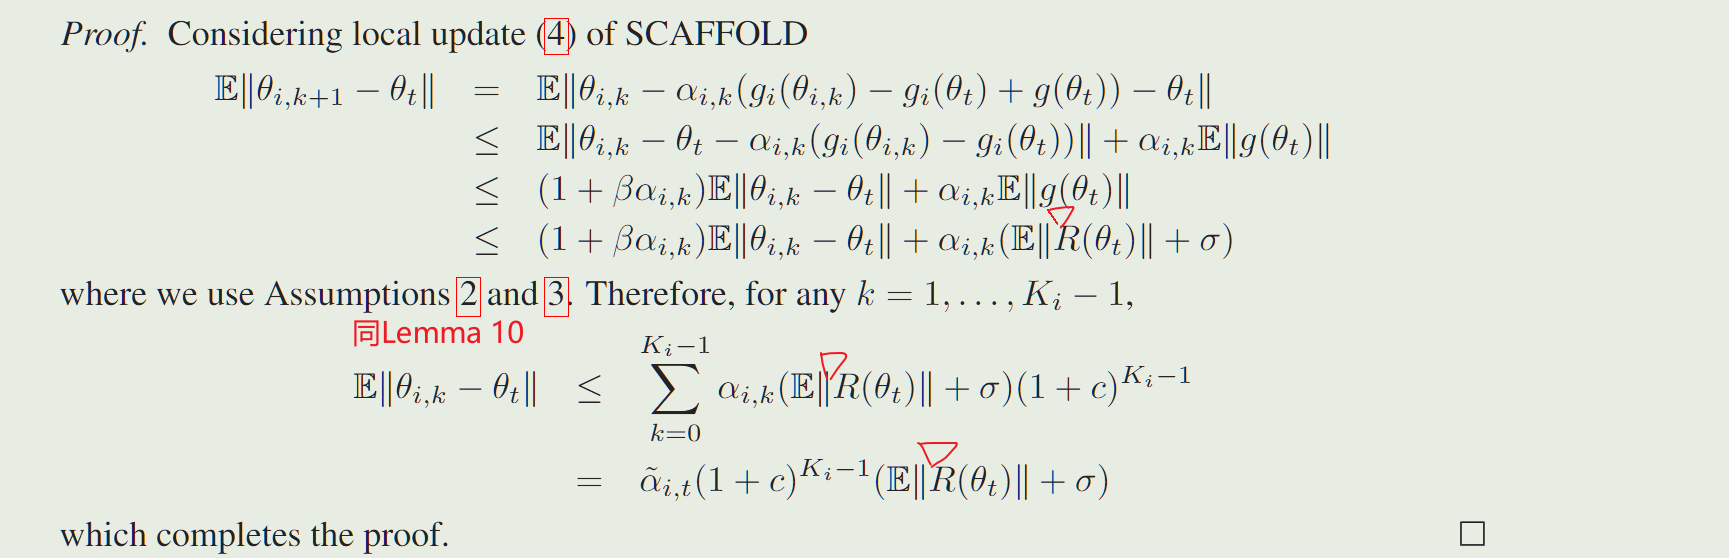 Proof. Considering local update (4) of SCAFFOLD
𝔼‖θ_{i,k+1} − θ_t‖ = 𝔼‖θ_{i,k} − α_{i,k}(g_i(θ_{i,k}) − g_i(θ_t) + g(θ_t)) − θ_t‖
≤ 𝔼‖θ_{i,k} − θ_t − α_{i,k}(g_i(θ_{i,k}) − g_i(θ_t))‖ + α_{i,k}𝔼‖g(θ_t)‖
≤ (1 + βα_{i,k})𝔼‖θ_{i,k} − θ_t‖ + α_{i,k}𝔼‖g(θ_t)‖
≤ (1 + βα_{i,k})𝔼‖θ_{i,k} − θ_t‖ + α_{i,k}(𝔼‖∇R(θ_t)‖ + σ)
where we use Assumptions 2 and 3. Therefore, for any k = 1, . . . , K_i − 1,
同Lemma 10
𝔼‖θ_{i,k} − θ_t‖ ≤ ∑_{k=0}^{K_i−1} α_{i,k}(𝔼‖∇R(θ_t)‖ + σ)(1 + c)^{K_i−1}
= α̃_{i,t}(1 + c)^{K_i−1}(𝔼‖∇R(θ_t)‖ + σ)
which completes the proof. □